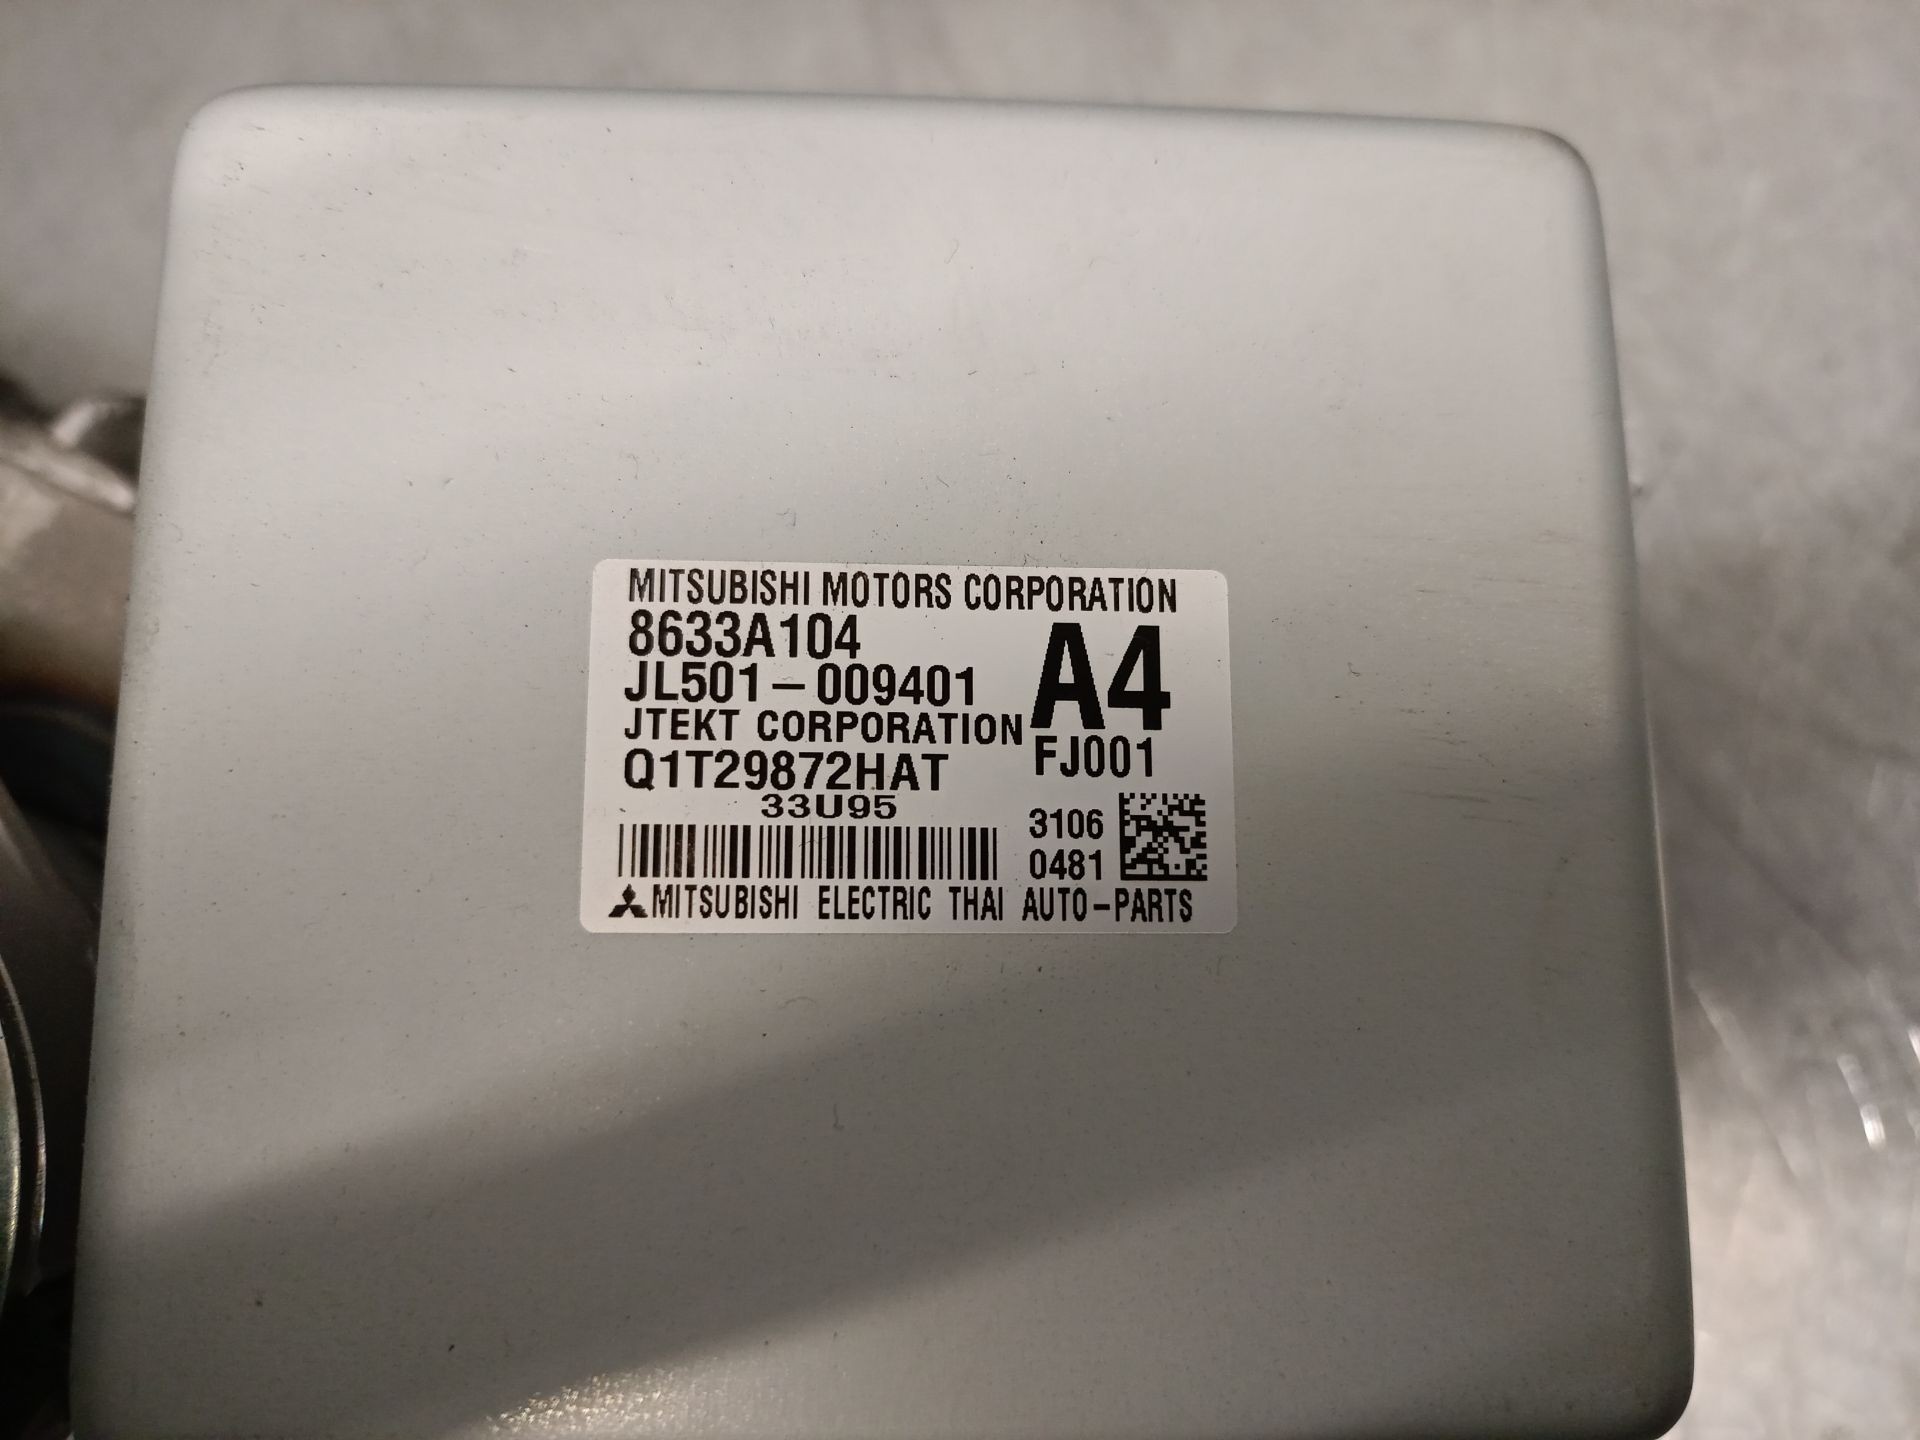 MITSUBISHI MOTORS CORPORATION
8633A104
JL501-009401
A4
JTEKT CORPORATION
FJ001
Q1T29872HAT
33U95
3106
0481
MITSUBISHI ELECTRIC THAI AUTO-PARTS